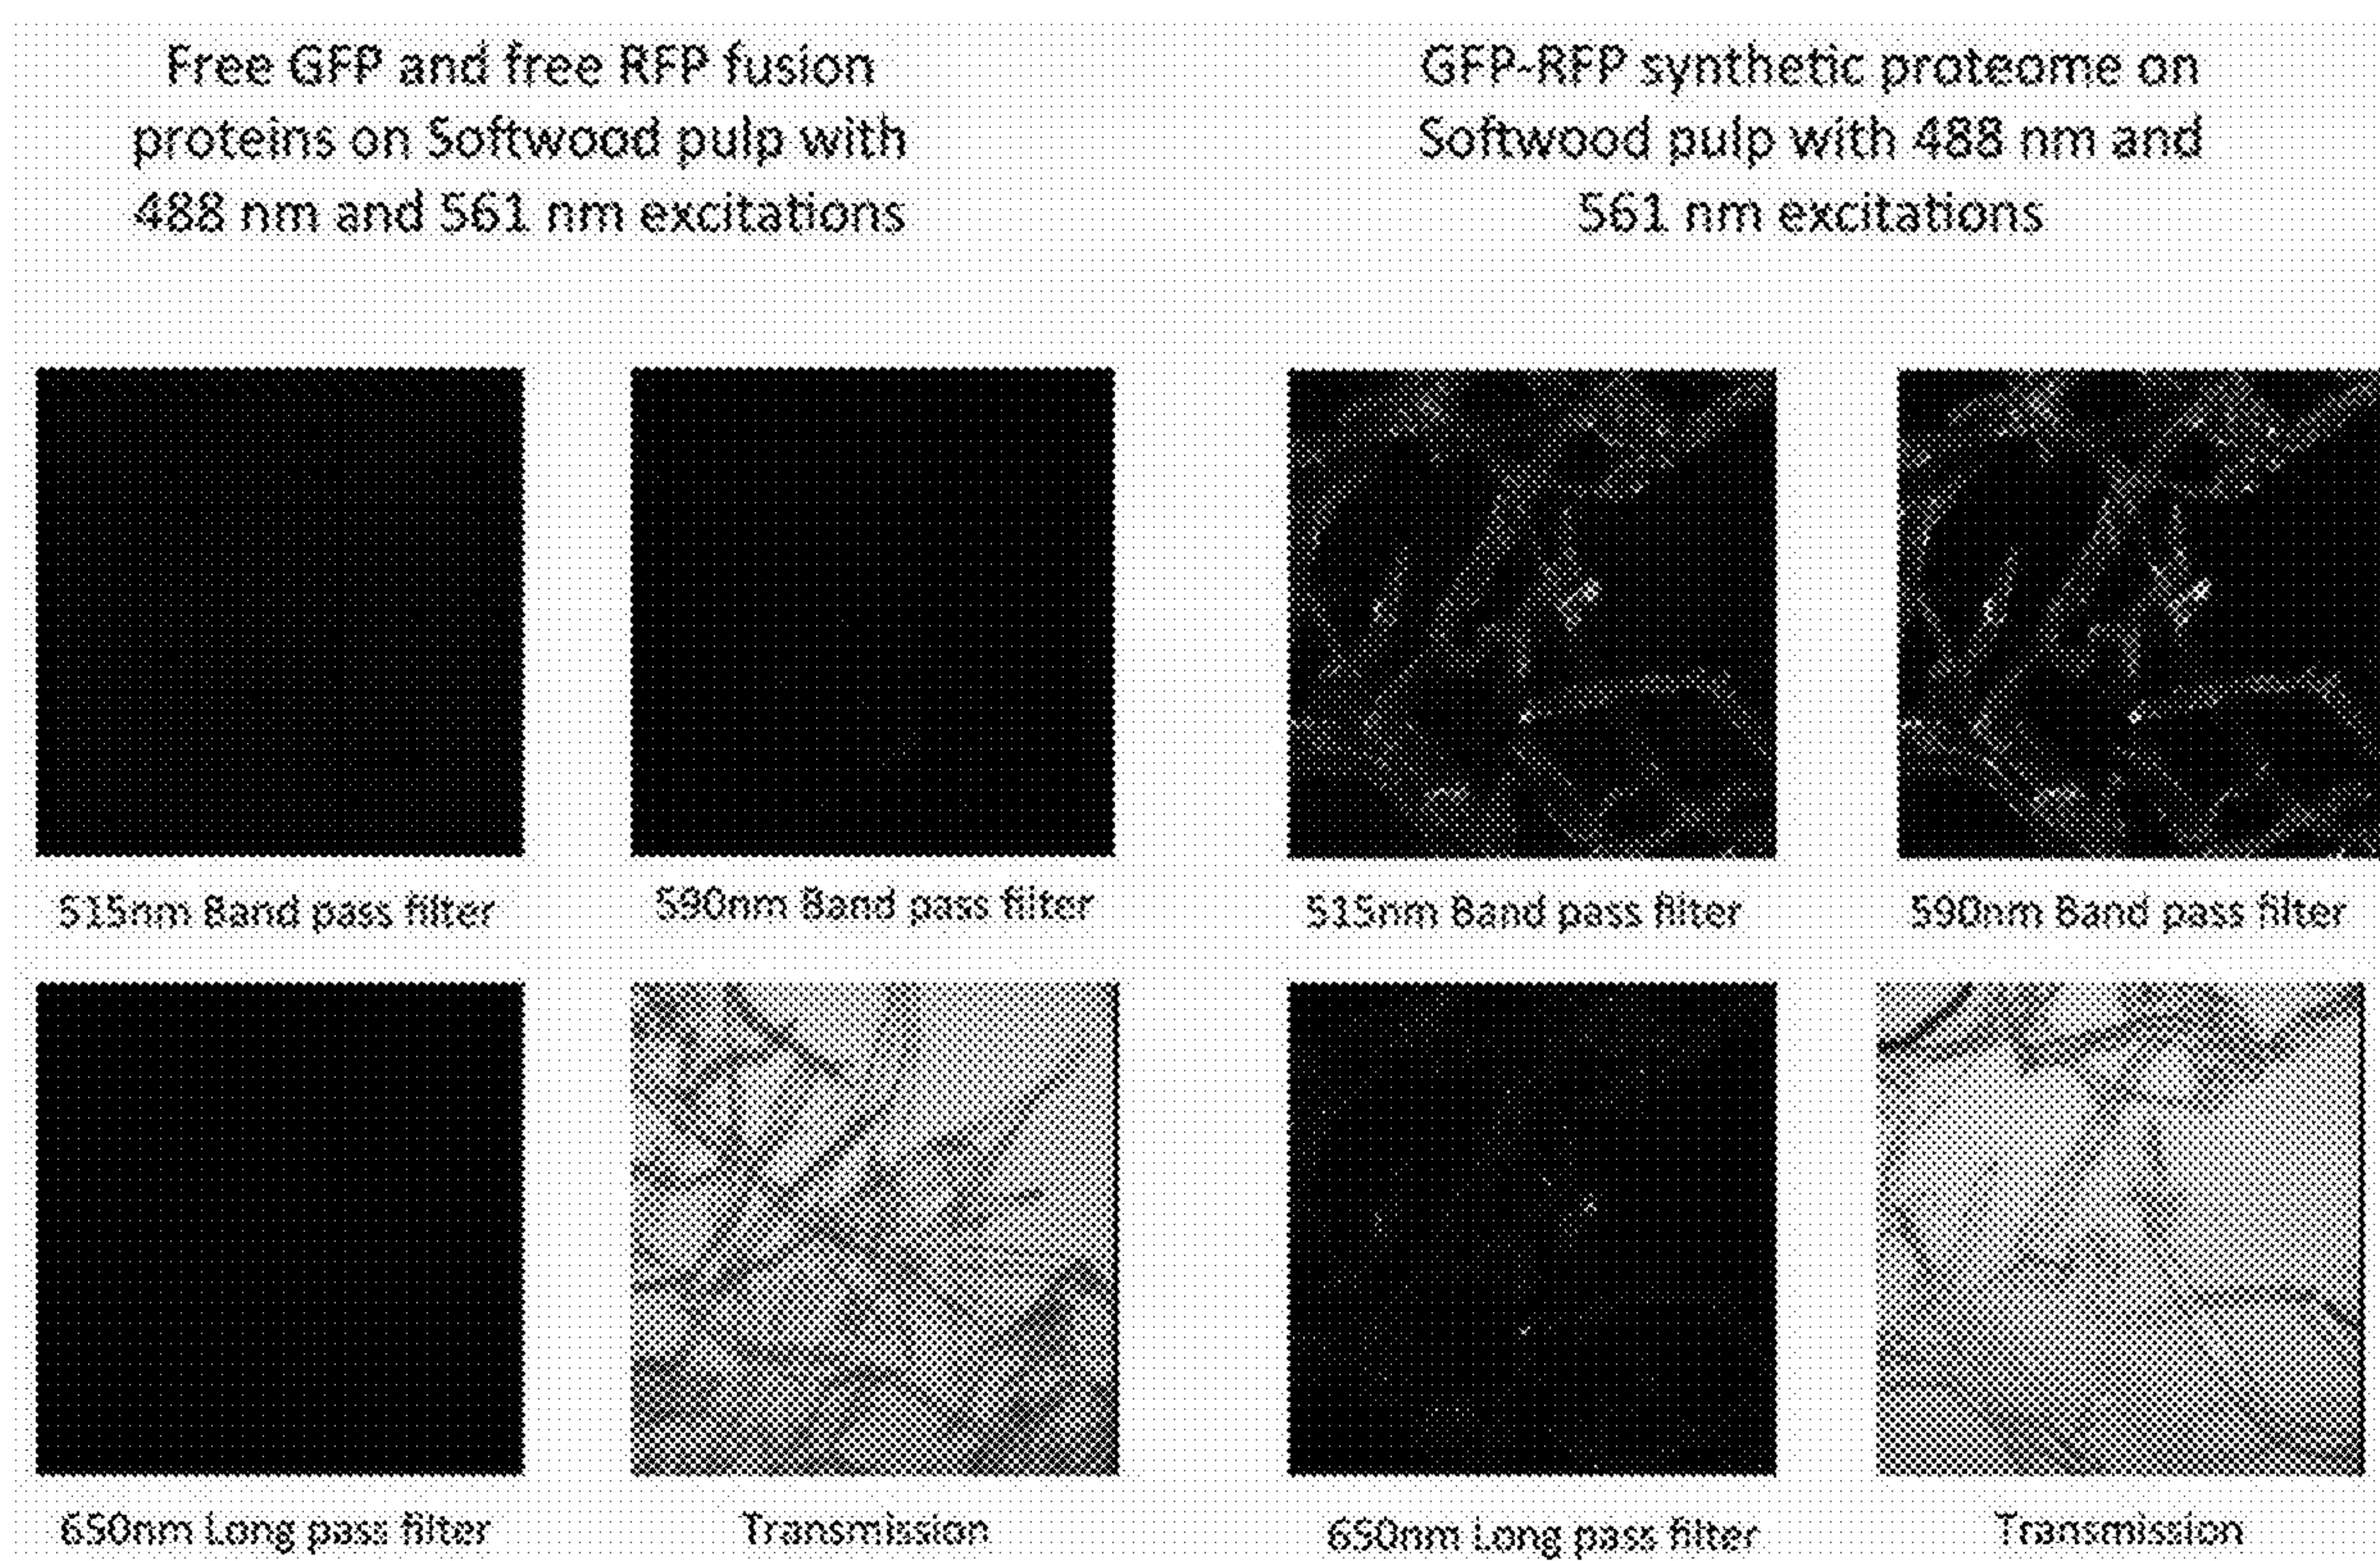 Free GFP and free RFP fusion
proteins on Softwood pulp with
488 nm and 561 nm excitations
GFP-RFP synthetic proteome on
Softwood pulp with 488 nm and
561 nm excitations
515nm Band pass filter
590nm Band pass filter
515nm Band pass filter
590nm Band pass filter
650nm Long pass filter
Transmission
650nm Long pass filter
Transmission